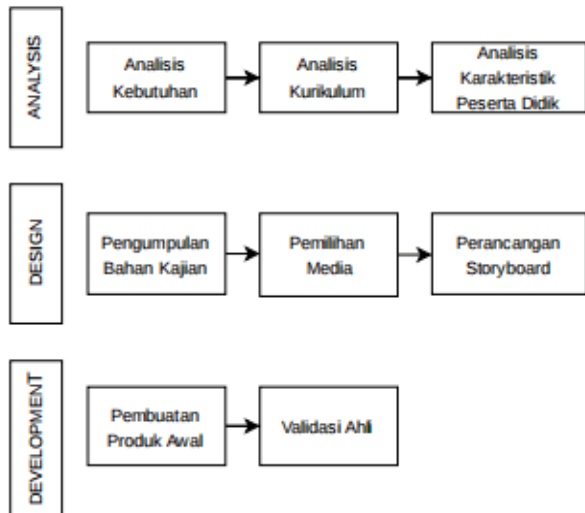 ANALYSIS
Analisis
Kebutuhan
Analisis
Kurikulum
Analisis
Karakteristik
Peserta Didik
DESIGN
Pengumpulan
Bahan Kajian
Pemilihan
Media
Perancangan
Storyboard
DEVELOPMENT
Pembuatan
Produk Awal
Validasi Ahli